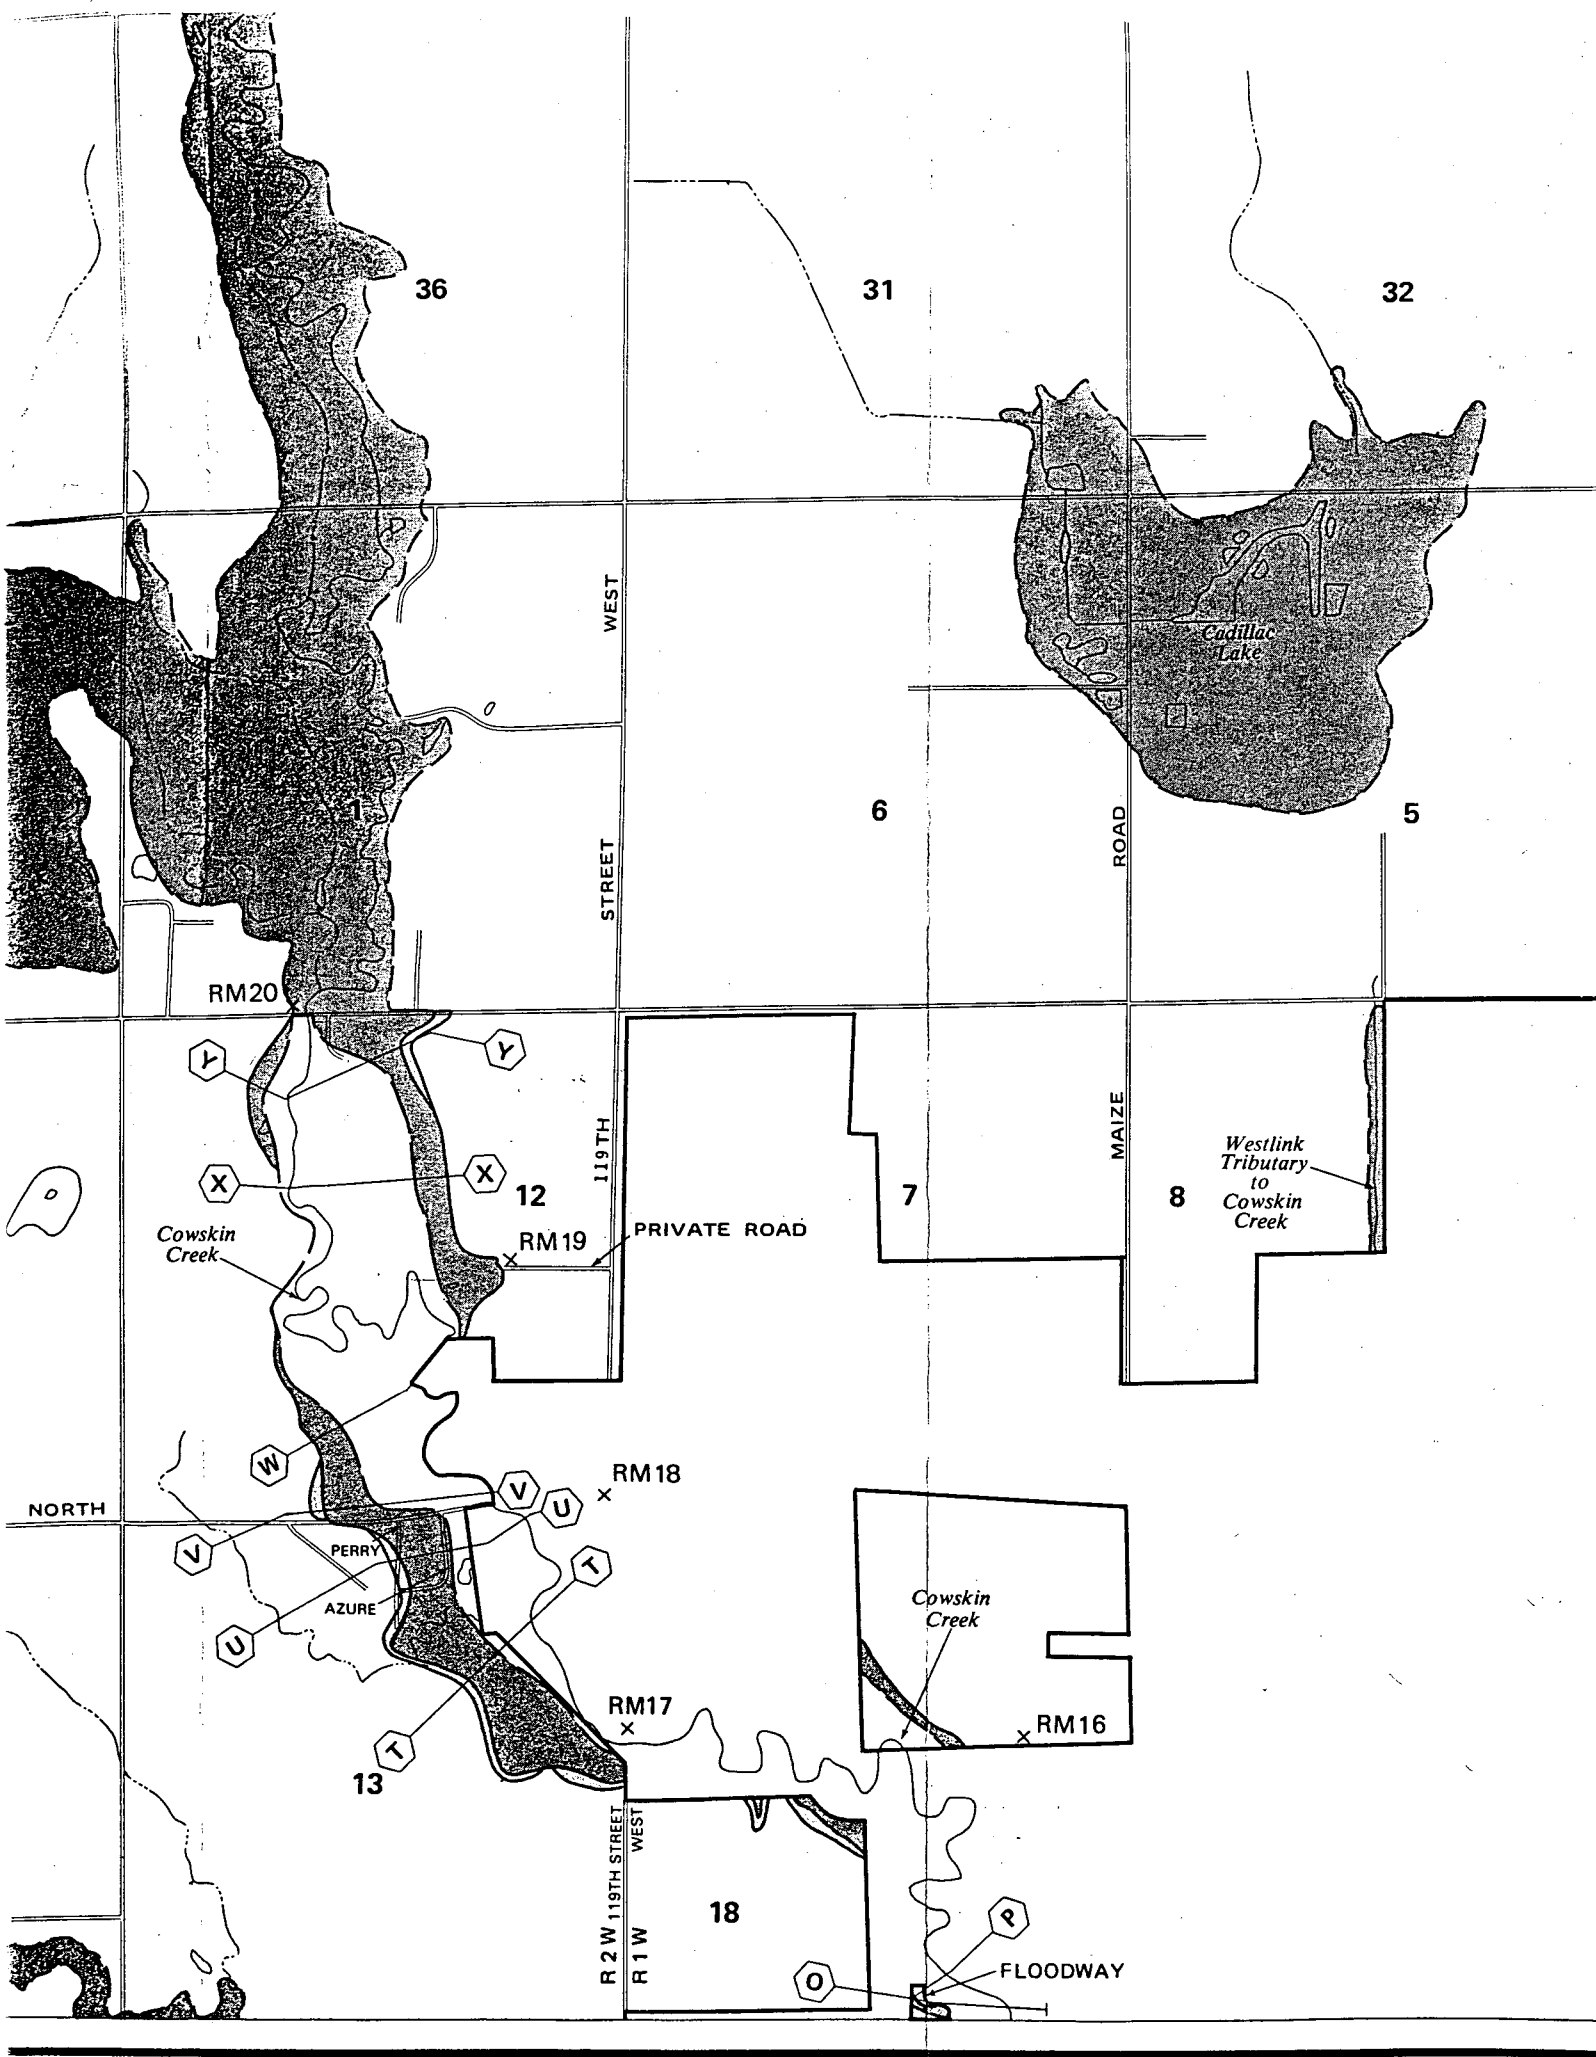 36
31
32
WEST
Cadillac
Lake
1
6
5
ROAD
STREET
RM20
Y
Y
119TH
MAIZE
Westlink
Tributary
to
Cowskin
Creek
X
X
12
7
8
PRIVATE ROAD
Cowskin
Creek
RM19
W
RM18
V
U
NORTH
V
PERRY
T
AZURE
Cowskin
Creek
U
RM17
RM16
T
13
119TH STREET
WEST
18
R 2 W
R 1 W
P
O
FLOODWAY